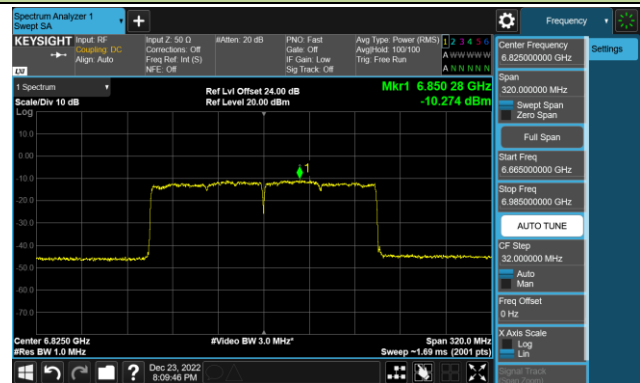 Spectrum Analyzer 1
Swept SA
Frequency
KEYSIGHT
Input: RF
Coupling: DC
Align: Auto
Input Z: 50 Ω
Corrections: Off
Freq Ref: Int (S)
NFE: Off
#Atten: 20 dB
PNO: Fast
Gate: Off
IF Gain: Low
Sig Track: Off
Avg Type: Power (RMS)
Avg|Hold: 100/100
Trig: Free Run
1 2 3 4 5 6
A W W W W W
A N N N N N
LXI
Center Frequency
6.825000000 GHz
Settings
Span
320.000000 MHz
Swept Span
Zero Span
Full Span
Start Freq
6.665000000 GHz
Stop Freq
6.985000000 GHz
AUTO TUNE
CF Step
32.000000 MHz
Auto
Man
Freq Offset
0 Hz
X Axis Scale
Log
Lin
Signal Track
1 Spectrum
Scale/Div 10 dB
Log
Ref Lvl Offset 24.00 dB
Ref Level 20.00 dBm
Mkr1 6.850 28 GHz
-10.274 dBm
10.0
0.00
-10.0
-20.0
-30.0
-40.0
-50.0
-60.0
-70.0
1
Center 6.8250 GHz
#Res BW 1.0 MHz
#Video BW 3.0 MHz*
Span 320.0 MHz
Sweep ~1.69 ms (2001 pts)
?
Dec 23, 2022
8:09:46 PM